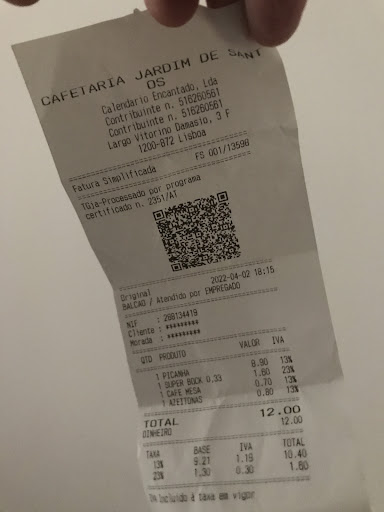 CAFETARIA JARDIM DE SANT
OS
Calendario Encantado, Lda
Contribuinte n. 516260561
Contribuinte n. 516260561
Largo Vitorino Damasio, 3 F
1200-872 Lisboa
Fatura Simplificada FS 001/13598
TGia-Processado por programa
certificado n. 2351/AT
Original 2022-04-02 18:15
BALCAO / Atendido por EMPREGADO
NIF : 288134419
Cliente : *********
Morada : *********
QTD PRODUTO VALOR IVA
1 PICANHA 8.90 13%
1 SUPER BOCK 0,33 1.60 23%
1 CAFE MESA 0.70 13%
1 AZEITONAS 0.80 13%
TOTAL 12.00
DINHEIRO 12.00
TAXA BASE IVA TOTAL
13% 9.21 1.19 10.40
23% 1.30 0.30 1.60
incluido à taxa em vigor